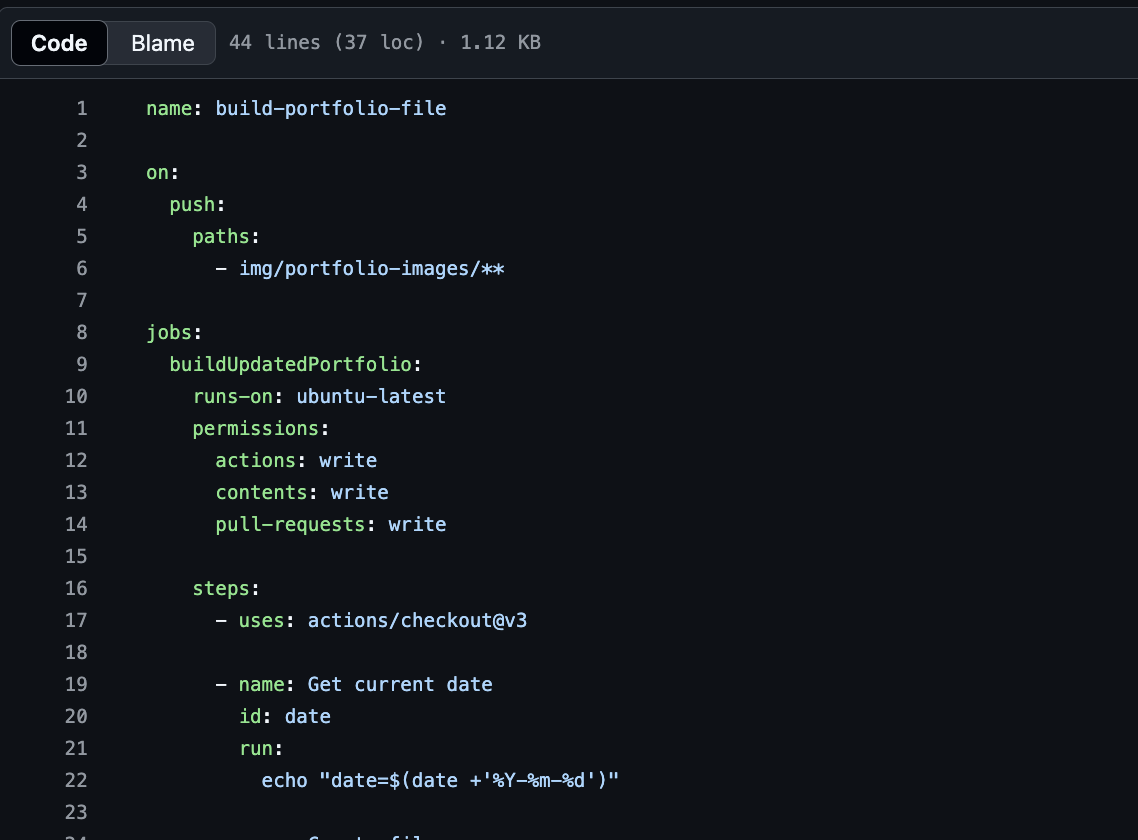 Code Blame 44 lines (37 loc) · 1.12 KB
1 name: build-portfolio-file
2
3 on:
4 push:
5 paths:
6 - img/portfolio-images/**
7
8 jobs:
9 buildUpdatedPortfolio:
10 runs-on: ubuntu-latest
11 permissions:
12 actions: write
13 contents: write
14 pull-requests: write
15
16 steps:
17 - uses: actions/checkout@v3
18
19 - name: Get current date
20 id: date
21 run:
22 echo "date=$(date +'%Y-%m-%d')"
23